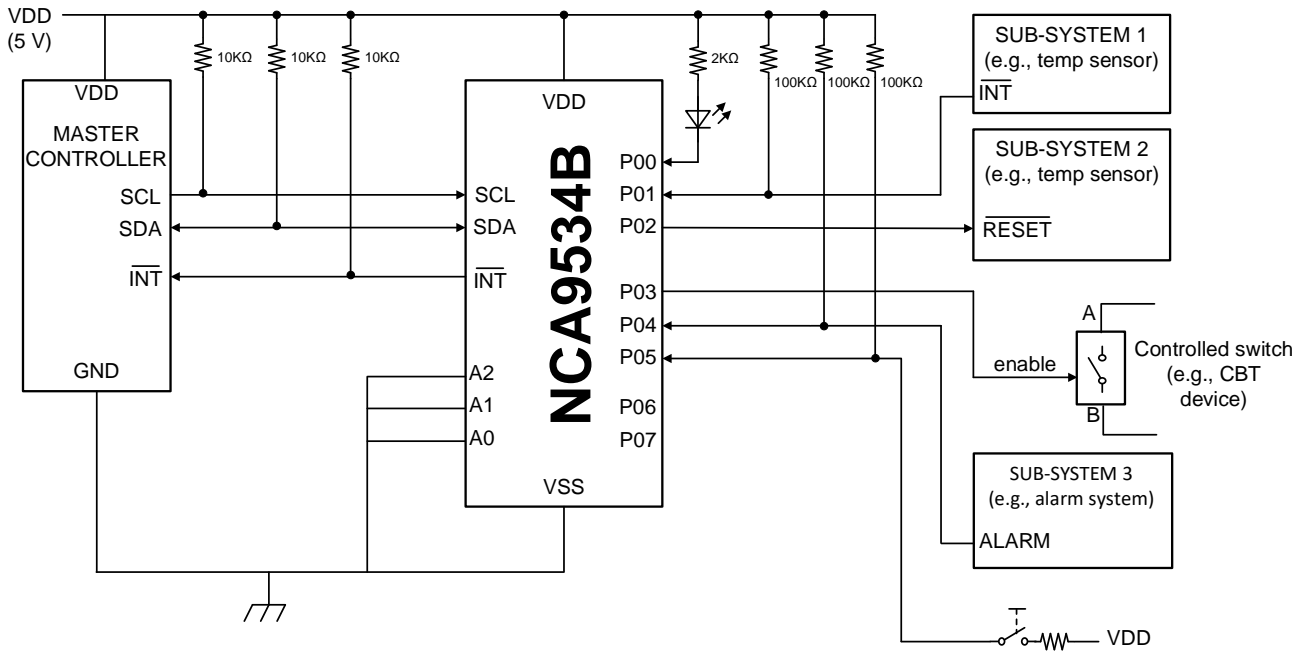 VDD
(5 V)
10KΩ
10KΩ
10KΩ
2KΩ
100KΩ
100KΩ
100KΩ
SUB-SYSTEM 1
(e.g., temp sensor)
INT
VDD
MASTER
CONTROLLER
SCL
SDA
INT
GND
VDD
NCA9534B
SCL
SDA
INT
A2
A1
A0
VSS
P00
P01
P02
P03
P04
P05
P06
P07
SUB-SYSTEM 2
(e.g., temp sensor)
RESET
enable
A
B
Controlled switch
(e.g., CBT
device)
SUB-SYSTEM 3
(e.g., alarm system)
ALARM
VDD